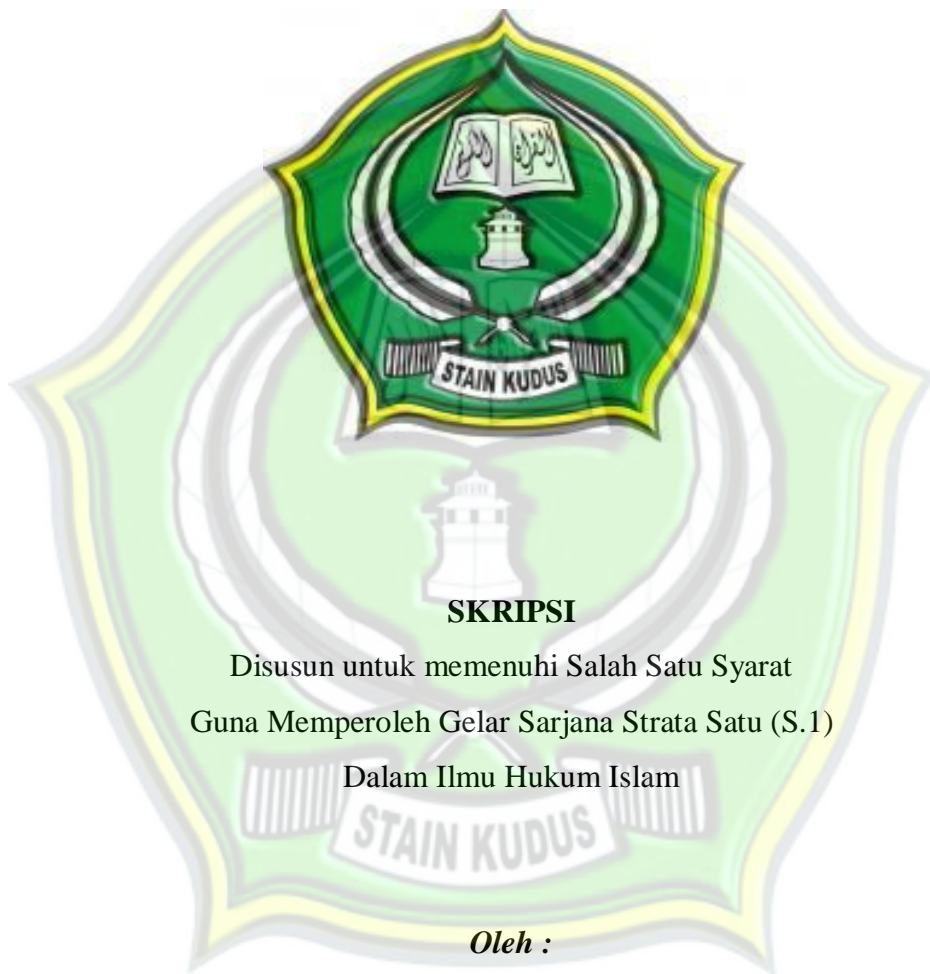 القرآن
STAIN KUDUS
SKRIPSI
Disusun untuk memenuhi Salah Satu Syarat
Guna Memperoleh Gelar Sarjana Strata Satu (S.1)
Dalam Ilmu Hukum Islam
STAIN KUDUS
Oleh :